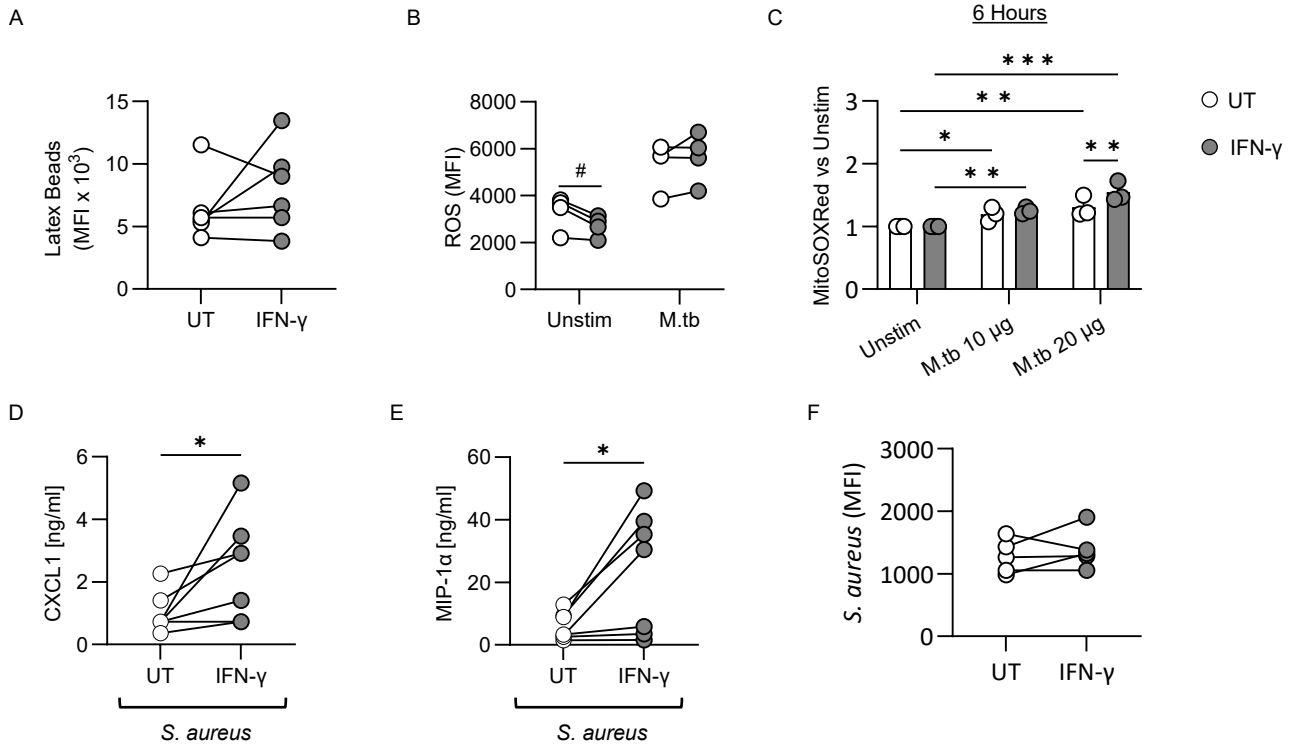 A
Latex Beads
(MFI x 10³)
15
10
5
0
UT IFN-γ
B
ROS (MFI)
8000
6000
4000
2000
0
#
Unstim M.tb
C
6 Hours
MitoSOXRed vs Unstim
3
2
1
0
* * *
* *
*
* *
* *
Unstim
M.tb 10 µg
M.tb 20 µg
UT
IFN-γ
D
CXCL1 [ng/ml]
6
4
2
0
*
UT IFN-γ
S. aureus
E
MIP-1α [ng/ml]
60
40
20
0
*
UT IFN-γ
S. aureus
F
S. aureus (MFI)
3000
2000
1000
0
UT IFN-γ